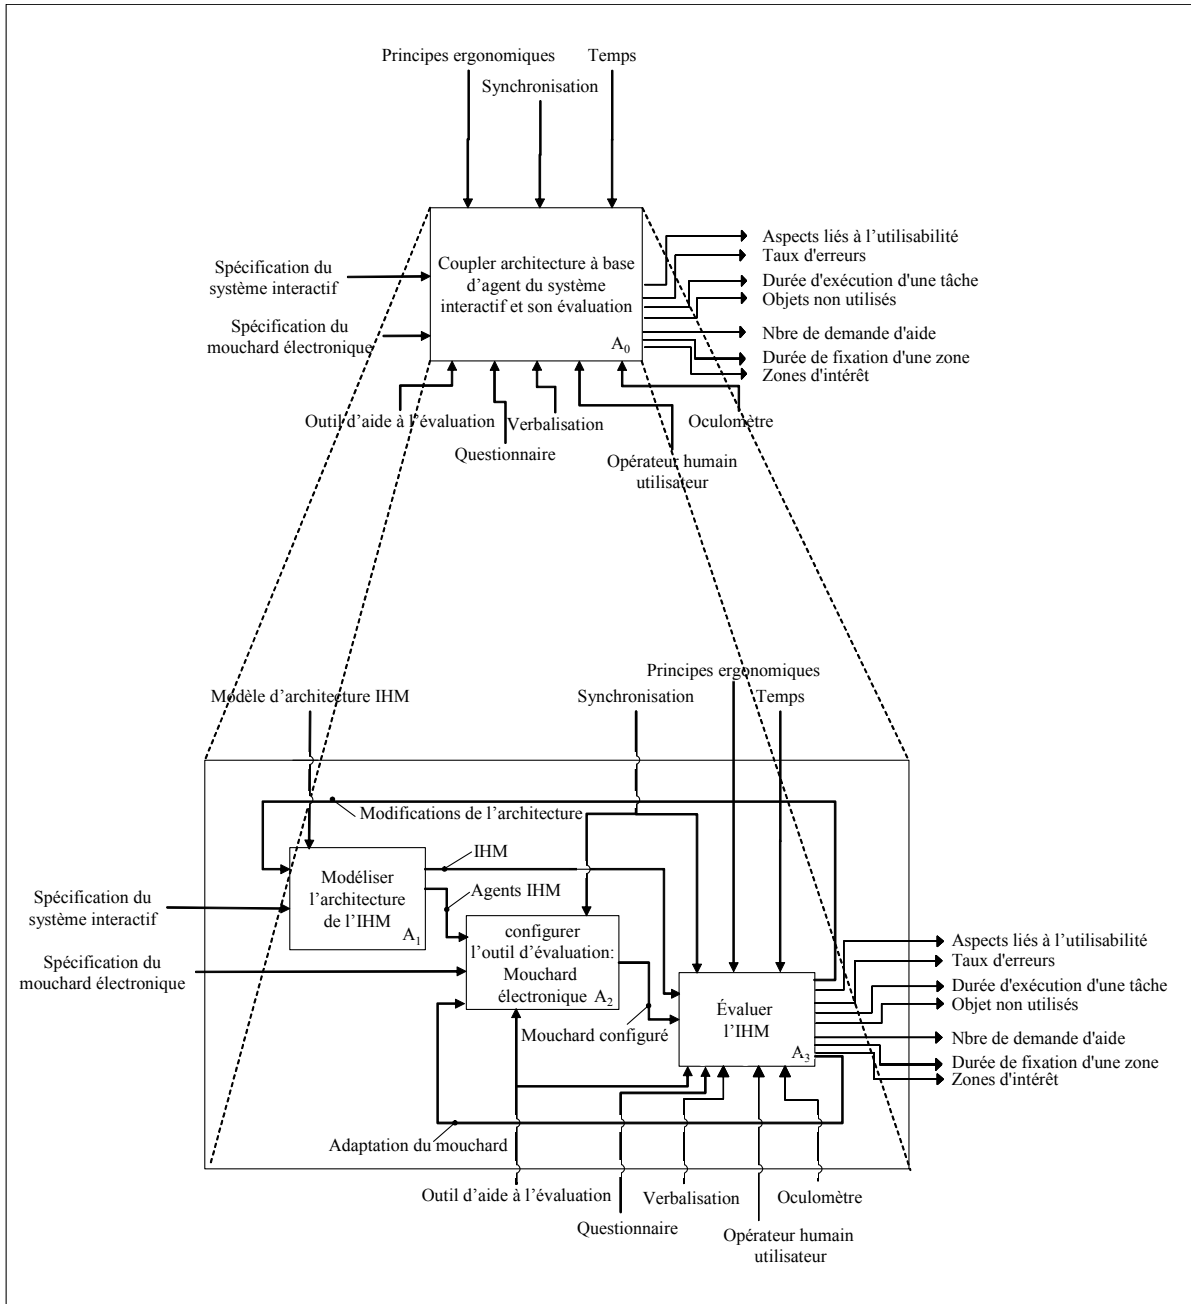 Principes ergonomiques
Temps
Synchronisation
Spécification du
système interactif
Spécification du
mouchard électronique
Coupler architecture à base
d'agent du système
interactif et son évaluation
A0
Aspects liés à l'utilisabilité
Taux d'erreurs
Durée d'exécution d'une tâche
Objets non utilisés
Nbre de demande d'aide
Durée de fixation d'une zone
Zones d'intérêt
Outil d'aide à l'évaluation
Verbalisation
Oculomètre
Questionnaire
Opérateur humain
utilisateur
Principes ergonomiques
Modèle d'architecture IHM
Synchronisation
Temps
Modifications de l'architecture
IHM
Modéliser
l'architecture
de l'IHM
A1
Agents IHM
Spécification du
système interactif
configurer
l'outil d'évaluation:
Mouchard
électronique A2
Spécification du
mouchard électronique
Évaluer
l'IHM
A3
Mouchard configuré
Aspects liés à l'utilisabilité
Taux d'erreurs
Durée d'exécution d'une tâche
Objet non utilisés
Nbre de demande d'aide
Durée de fixation d'une zone
Zones d'intérêt
Adaptation du mouchard
Outil d'aide à l'évaluation
Verbalisation
Oculomètre
Questionnaire
Opérateur humain
utilisateur